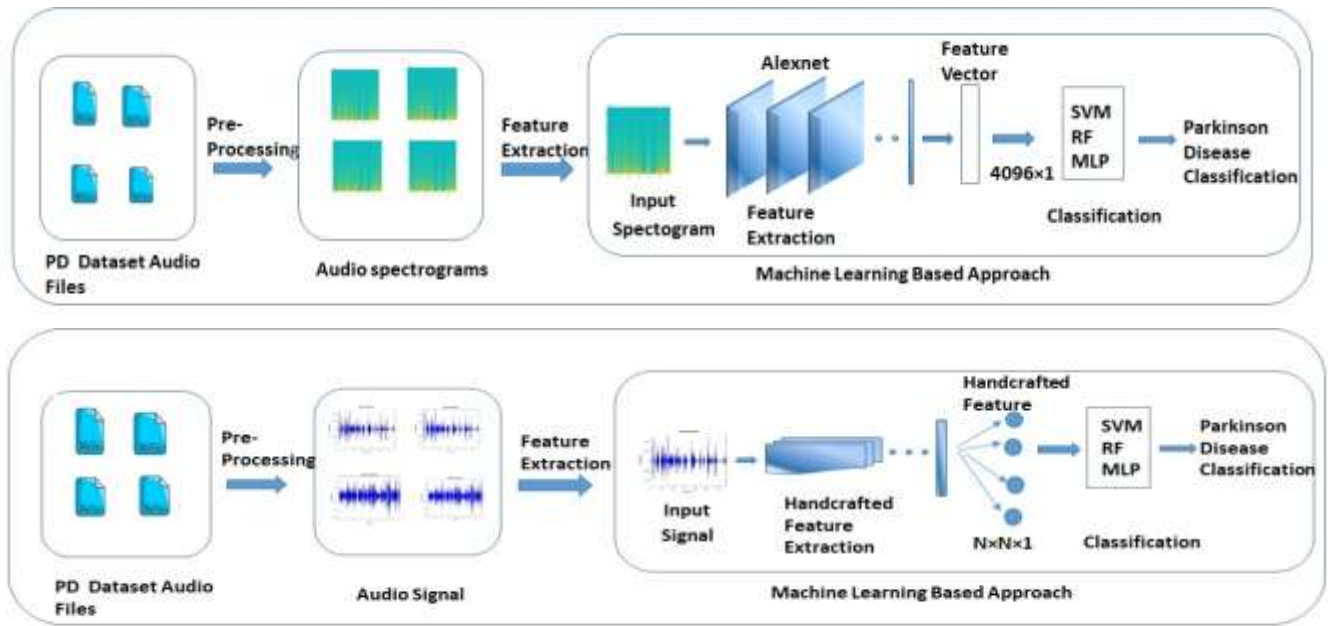 Pre-
Processing
Feature
Extraction
Alexnet
Feature
Vector
SVM
RF
MLP
Parkinson
Disease
Classification
4096×1
Input
Spectogram
Feature
Extraction
Classification
PD Dataset Audio
Files
Audio spectrograms
Machine Learning Based Approach
Pre-
Processing
Feature
Extraction
Handcrafted
Feature
SVM
RF
MLP
Parkinson
Disease
Classification
Input
Signal
Handcrafted
Feature
Extraction
N×N×1
Classification
PD Dataset Audio
Files
Audio Signal
Machine Learning Based Approach